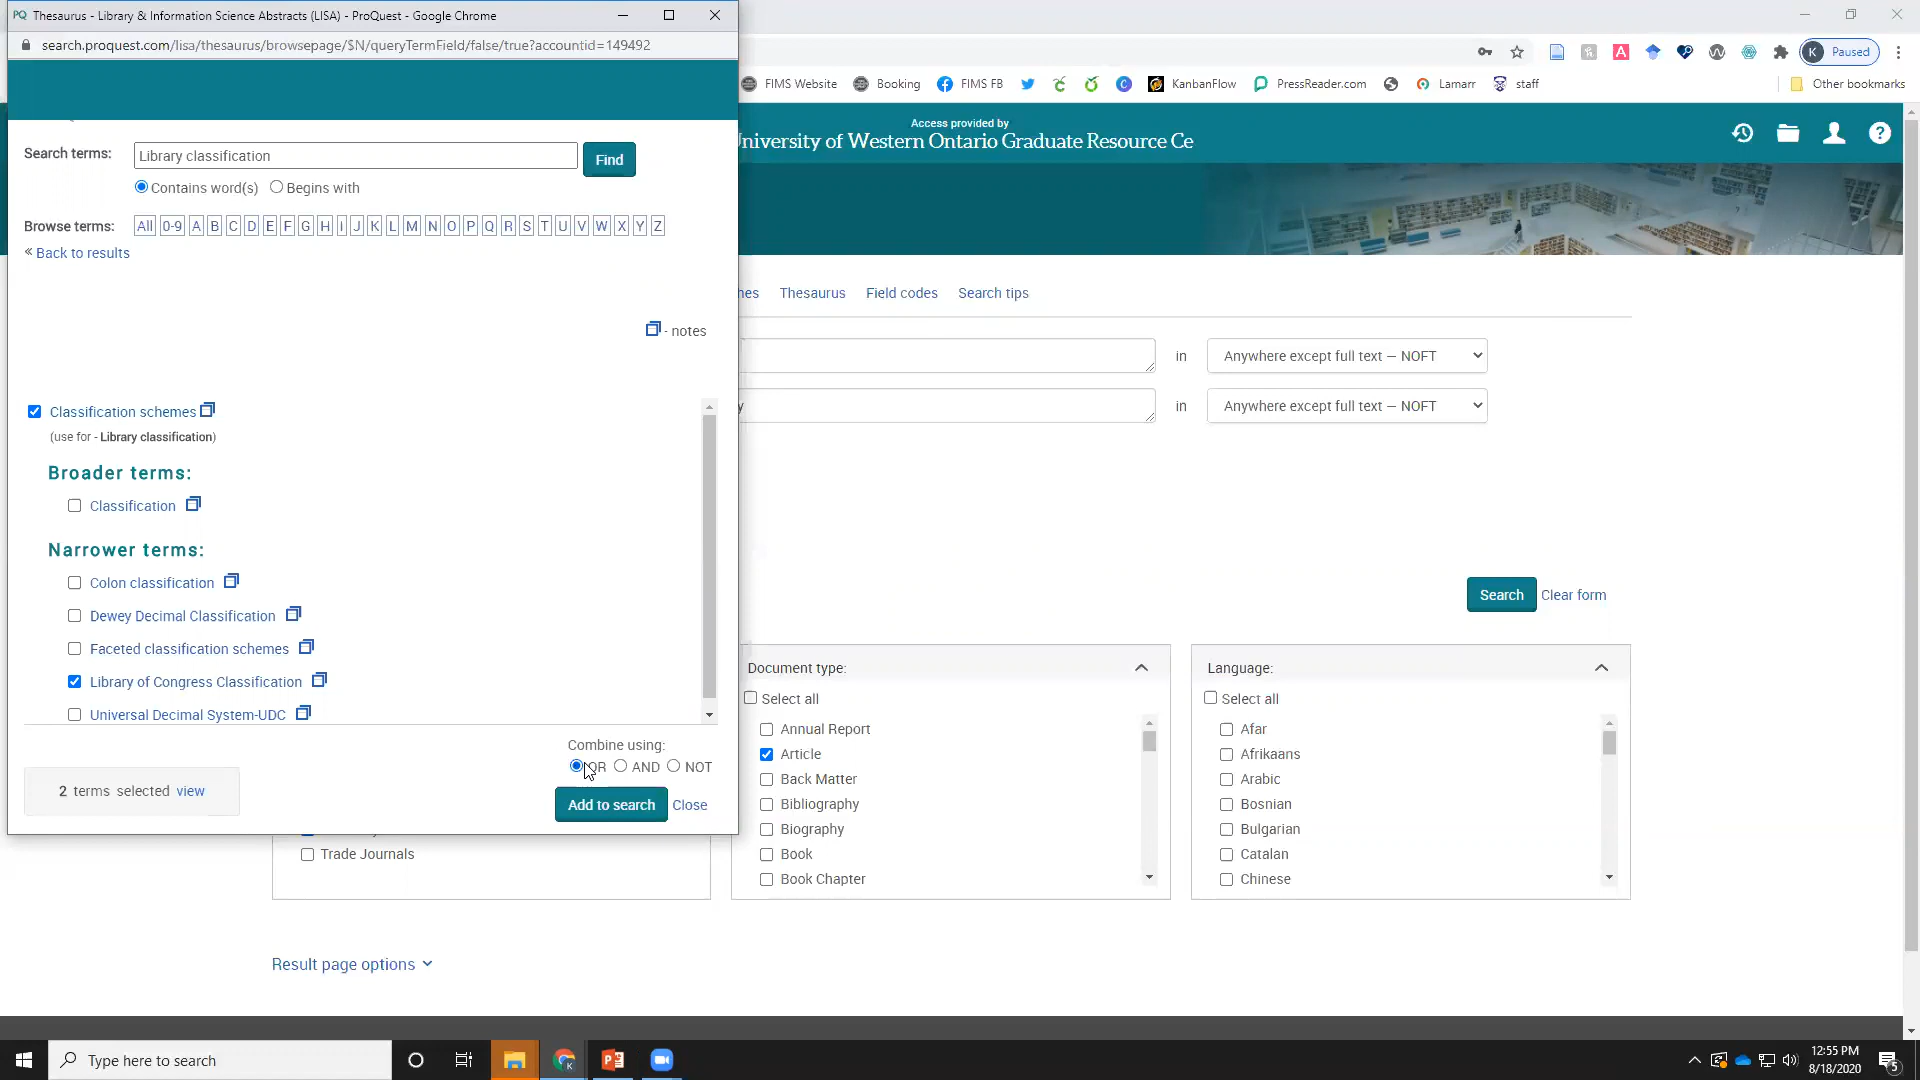 Thesaurus - Library & Information Science Abstracts (LISA) - ProQuest - Google Chrome
search.proquest.com/lisa/thesaurus/browsepage/$N/queryTermField/false/true?accountid=149492
K Paused
FIMS Website Booking FIMS FB KanbanFlow PressReader.com Lamarr staff Other bookmarks
Access provided by
University of Western Ontario Graduate Resource Ce
Search terms: Library classification Find
Contains word(s) Begins with
Browse terms: All 0-9 A B C D E F G H I J K L M N O P Q R S T U V W X Y Z
« Back to results
Thesaurus Field codes Search tips
- notes
in Anywhere except full text — NOFT
in Anywhere except full text — NOFT
Classification schemes
(use for - Library classification)
Broader terms:
Classification
Narrower terms:
Colon classification
Dewey Decimal Classification
Faceted classification schemes
Library of Congress Classification
Universal Decimal System-UDC
Combine using:
OR AND NOT
2 terms selected view
Add to search Close
Search Clear form
Trade Journals
Document type:
Select all
Annual Report
Article
Back Matter
Bibliography
Biography
Book
Book Chapter
Language:
Select all
Afar
Afrikaans
Arabic
Bosnian
Bulgarian
Catalan
Chinese
Result page options
Type here to search
12:55 PM
8/18/2020
5